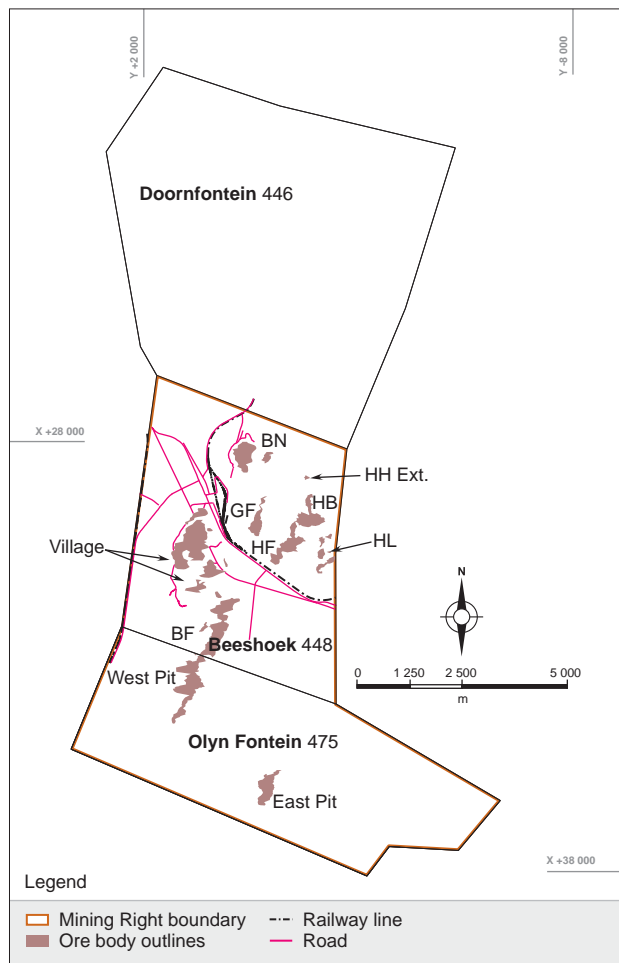 Y +2 000
Y -8 000
Doornfontein 446
X +28 000
BN
HH Ext.
HB
GF
Village
HF
HL
N
BF
Beeshoek 448
West Pit
0 1 250 2 500 5 000
m
Olyn Fontein 475
East Pit
X +38 000
Legend
Mining Right boundary
Railway line
Ore body outlines
Road